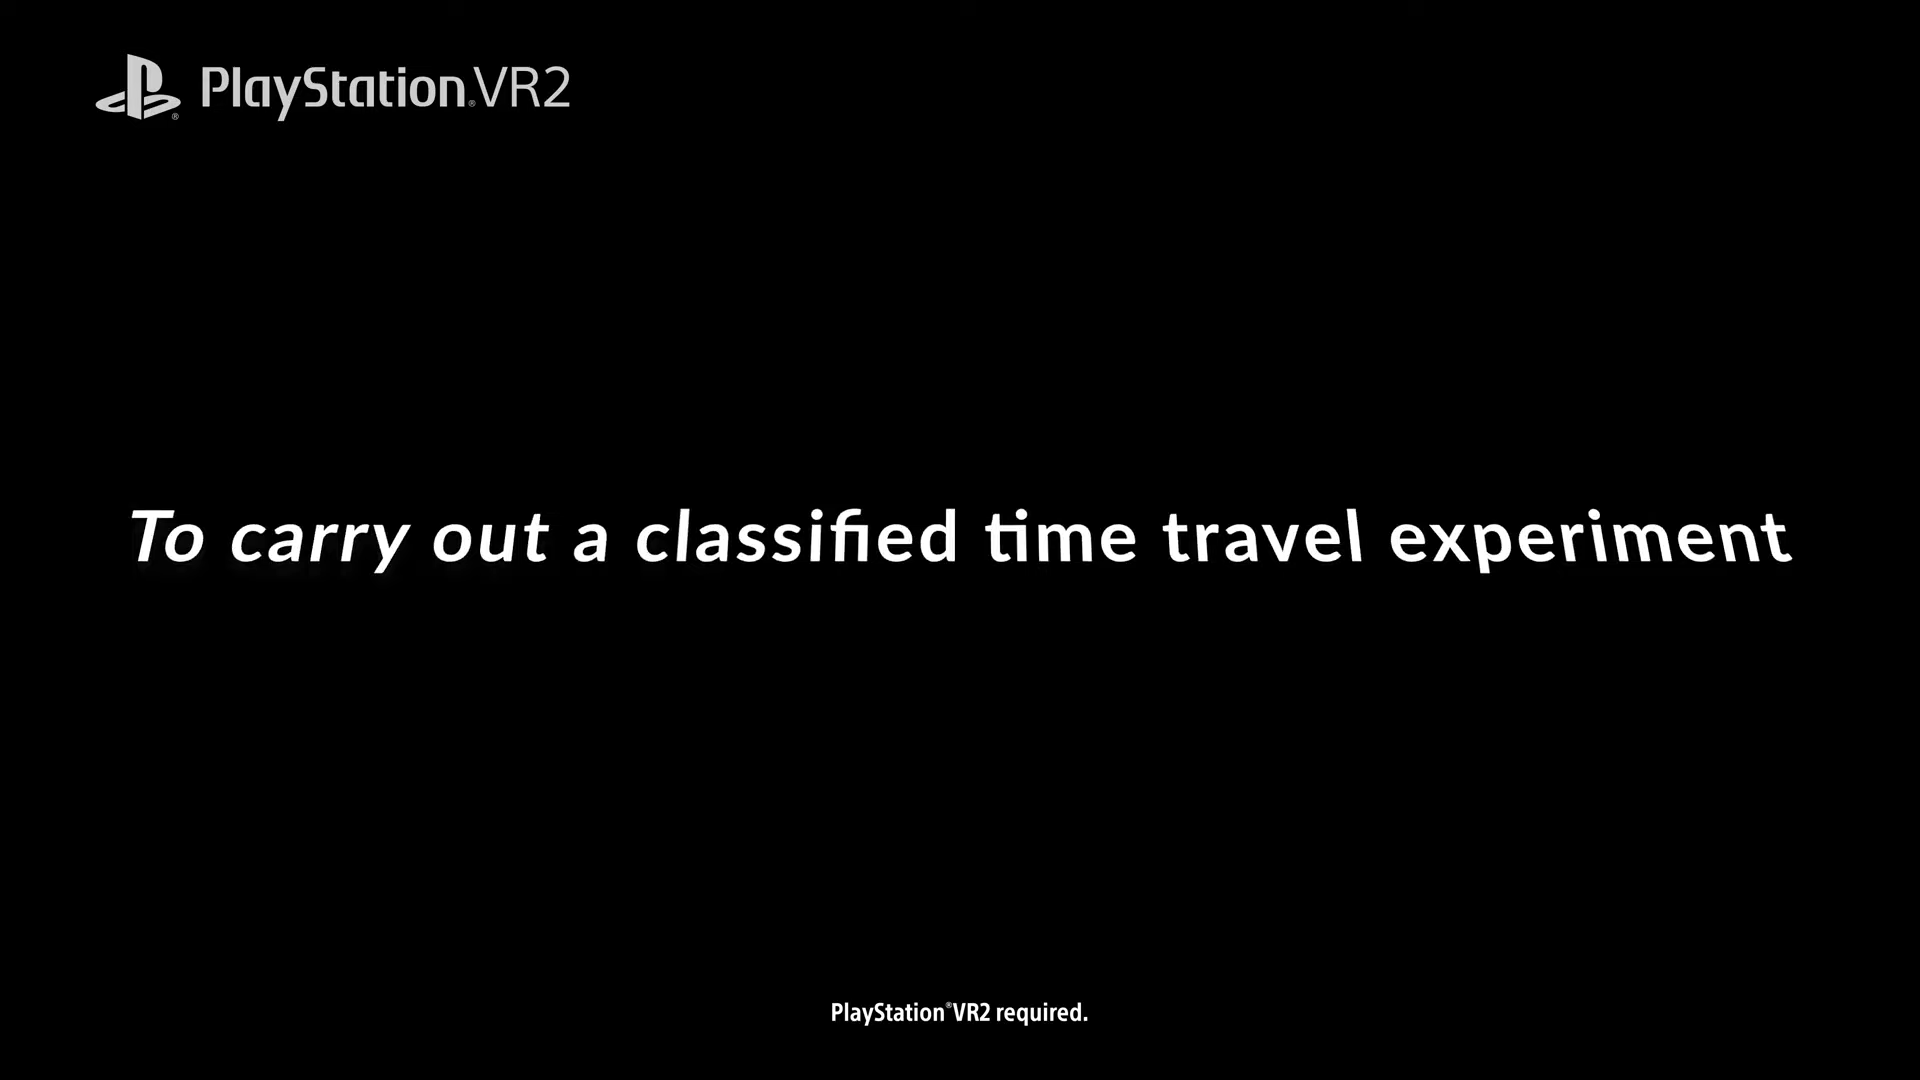 PlayStation®VR2
To carry out a classified time travel experiment
PlayStation®VR2 required.